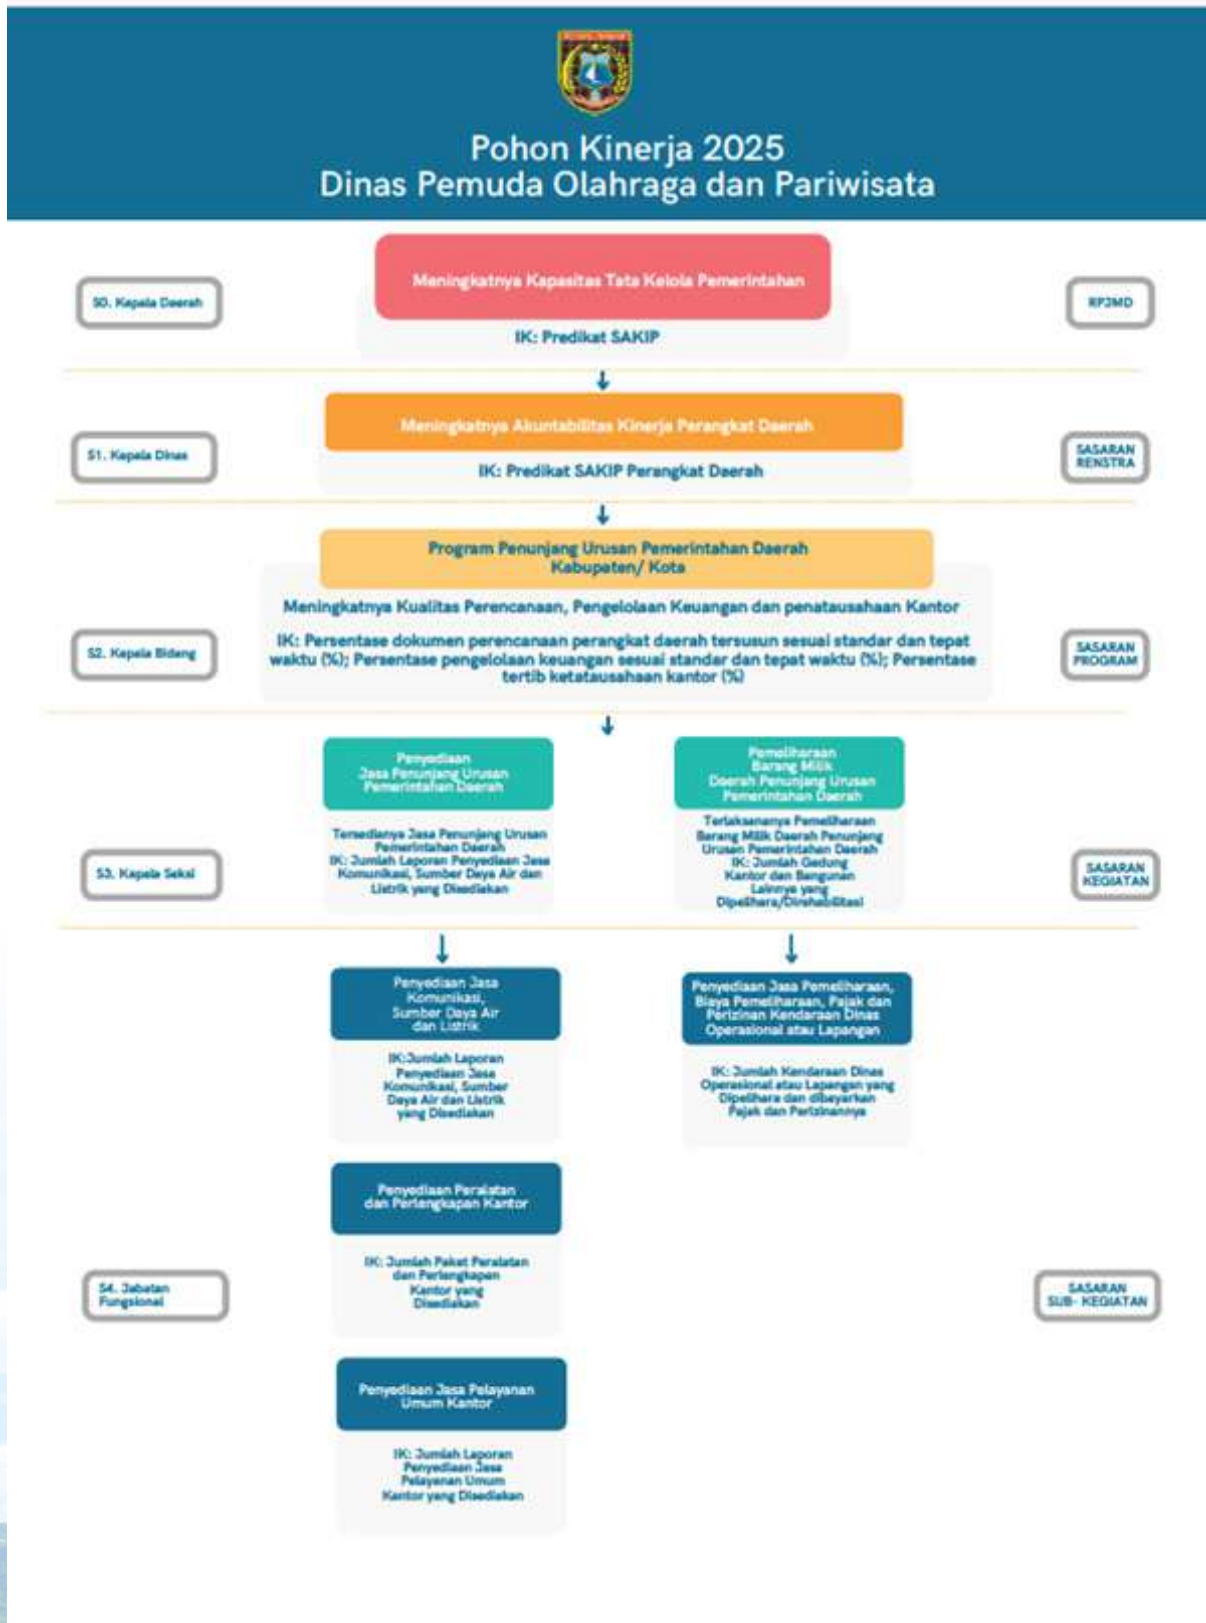 Pohon Kinerja 2025
Dinas Pemuda Olahraga dan Pariwisata
S0. Kepala Daerah
Meningkatnya Kapasitas Tata Kelola Pemerintahan
IK: Predikat SAKIP
RPJMD
S1. Kepala Dinas
Meningkatnya Akuntabilitas Kinerja Perangkat Daerah
IK: Predikat SAKIP Perangkat Daerah
SASARAN
RENSTRA
S2. Kepala Bidang
Program Penunjang Urusan Pemerintahan Daerah
Kabupaten/ Kota
Meningkatnya Kualitas Perencanaan, Pengelolaan Keuangan dan penatausahaan Kantor
IK: Persentase dokumen perencanaan perangkat daerah tersusun sesuai standar dan tepat
waktu (%); Persentase pengelolaan keuangan sesuai standar dan tepat waktu (%); Persentase
tertib ketatausahaan kantor (%)
SASARAN
PROGRAM
S3. Kepala Seksi
Penyediaan
Jasa Penunjang Urusan
Pemerintahan Daerah
Tersedianya Jasa Penunjang Urusan
Pemerintahan Daerah
IK: Jumlah Laporan Penyediaan Jasa
Komunikasi, Sumber Daya Air dan
Listrik yang Disediakan
Pemeliharaan
Barang Milik
Daerah Penunjang Urusan
Pemerintahan Daerah
Terlaksananya Pemeliharaan
Barang Milik Daerah Penunjang
Urusan Pemerintahan Daerah
IK: Jumlah Gedung
Kantor dan Bangunan
Lainnya yang
Dipelihara/Direhabilitasi
SASARAN
KEGIATAN
S4. Jabatan
Fungsional
Penyediaan Jasa
Komunikasi,
Sumber Daya Air
dan Listrik
IK:Jumlah Laporan
Penyediaan Jasa
Komunikasi, Sumber
Daya Air dan Listrik
yang Disediakan
Penyediaan Peralatan
dan Perlengkapan Kantor
IK: Jumlah Paket Peralatan
dan Perlengkapan
Kantor yang
Disediakan
Penyediaan Jasa Pelayanan
Umum Kantor
IK: Jumlah Laporan
Penyediaan Jasa
Pelayanan Umum
Kantor yang Disediakan
Penyediaan Jasa Pemeliharaan,
Biaya Pemeliharaan, Pajak dan
Perizinan Kendaraan Dinas
Operasional atau Lapangan
IK: Jumlah Kendaraan Dinas
Operasional atau Lapangan yang
Dipelihara dan dibayarkan
Pajak dan Perizinannya
SASARAN
SUB- KEGIATAN